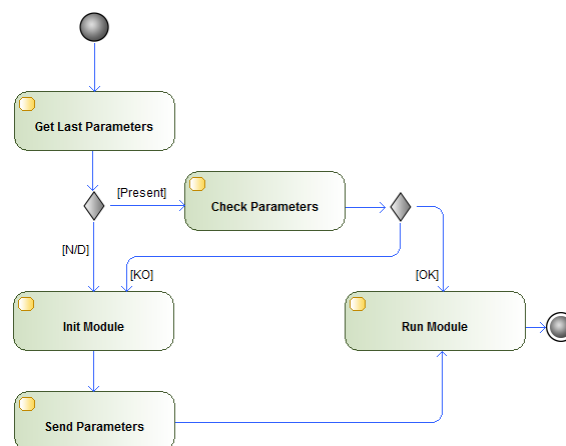 Get Last Parameters
[Present]
Check Parameters
[N/D]
[KO]
[OK]
Init Module
Run Module
Send Parameters